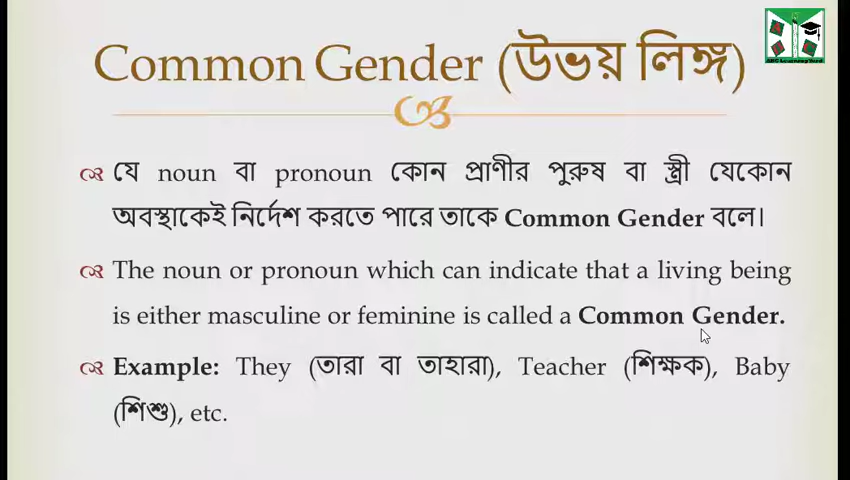 Common Gender (উভয় লিঙ্গ)
যে noun বা pronoun কোন প্রাণীর পুরুষ বা স্ত্রী যেকোন
অবস্থাকেই নির্দেশ করতে পারে তাকে Common Gender বলে।
The noun or pronoun which can indicate that a living being
is either masculine or feminine is called a Common Gender.
Example: They (তারা বা তাহারা), Teacher (শিক্ষক), Baby
(শিশু), etc.